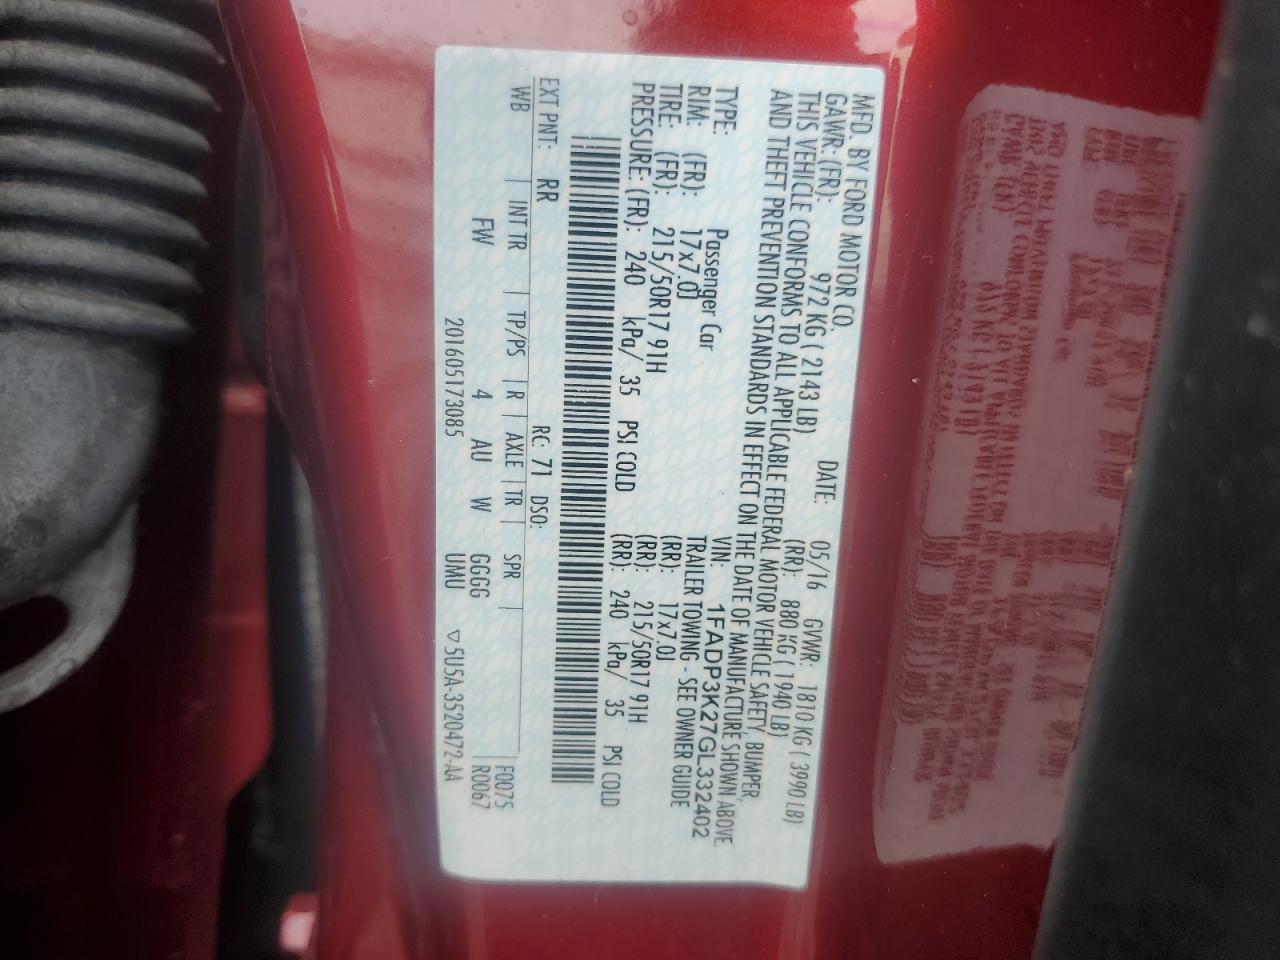 MFD. BY FORD MOTOR CO.
DATE: 05/16 GVWR: 1810 KG ( 3990 LB)
GAWR: (FR): 972 KG ( 2143 LB) (RR): 880 KG ( 1940 LB)
THIS VEHICLE CONFORMS TO ALL APPLICABLE FEDERAL MOTOR VEHICLE SAFETY, BUMPER,
AND THEFT PREVENTION STANDARDS IN EFFECT ON THE DATE OF MANUFACTURE SHOWN ABOVE.
VIN: 1FADP3K27GL332402
TYPE: Passenger Car TRAILER TOWING - SEE OWNER GUIDE
RIM: (FR): 17x7.0J (RR): 17x7.0J
TIRE: (FR): 215/50R17 91H (RR): 215/50R17 91H
PRESSURE: (FR): 240 kPa/ 35 PSI COLD (RR): 240 kPa/ 35 PSI COLD
EXT PNT: RR RC: 71 DSO: F0075
WB | INT TR | TP/PS | R | AXLE | TR | SPR R0067
FW 4 AU W GGGG
201605173085 UMU ▽5U5A-3520472-AA